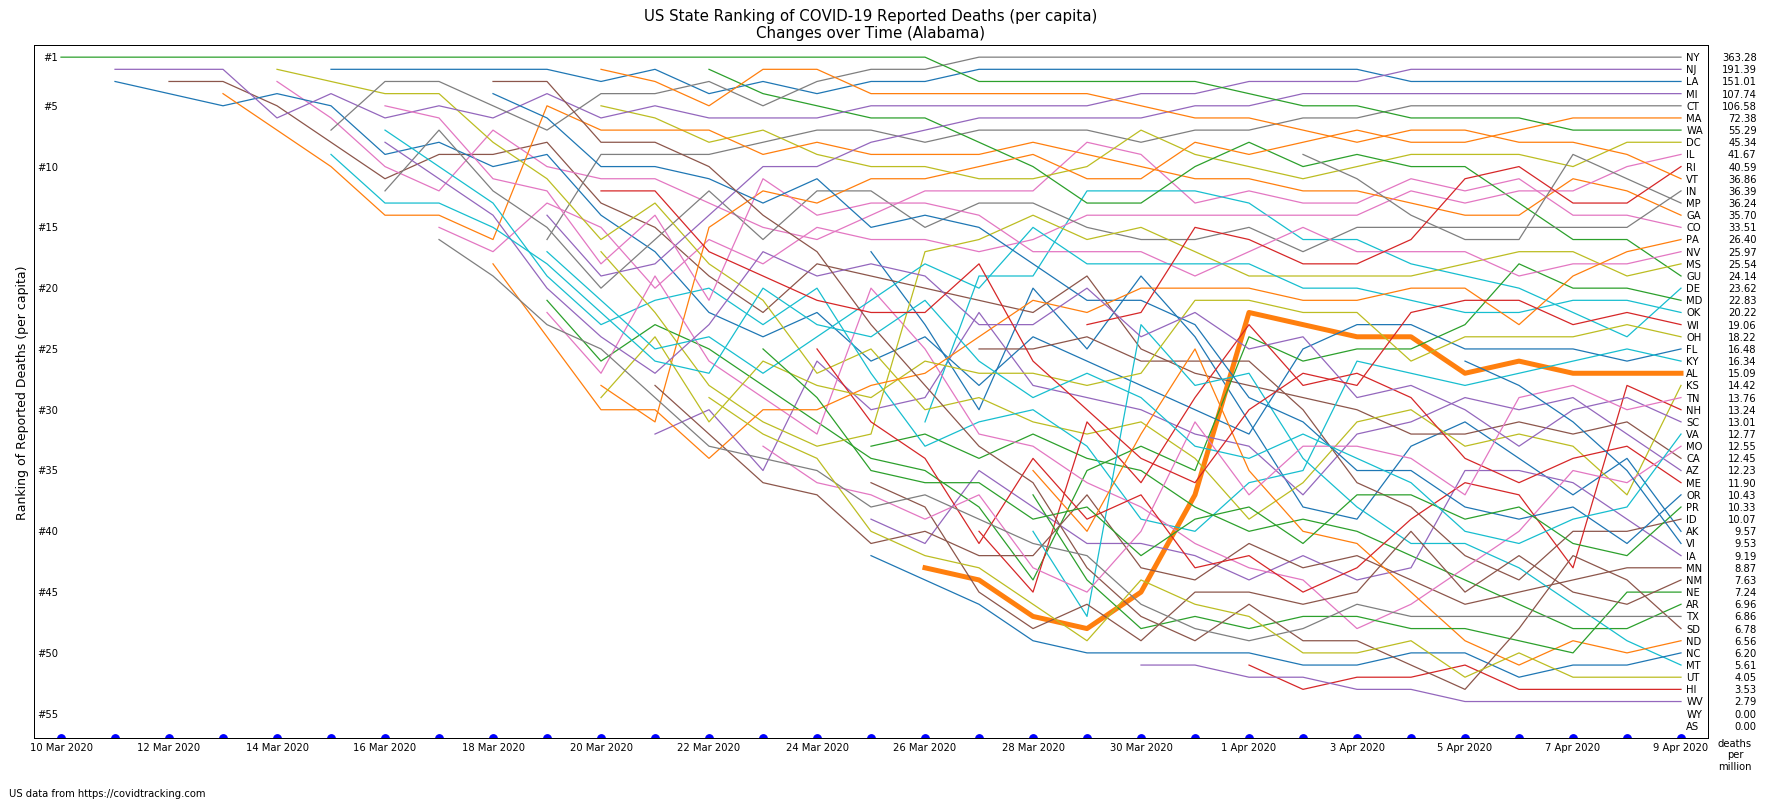 US State Ranking of COVID-19 Reported Deaths (per capita)
Changes over Time (Alabama)
Ranking of Reported Deaths (per capita)
#1
#5
#10
#15
#20
#25
#30
#35
#40
#45
#50
#55
NY 363.28
NJ 191.39
LA 151.01
MI 107.74
CT 106.58
MA 72.38
WA 55.29
DC 45.34
IL 41.67
RI 40.59
VT 36.86
IN 36.39
MP 36.24
GA 35.70
CO 33.51
PA 26.40
NV 25.97
MS 25.54
GU 24.14
DE 23.62
MD 22.83
OK 20.22
WI 19.06
OH 18.22
FL 16.48
KY 16.34
AL 15.09
KS 14.42
TN 13.76
NH 13.24
SC 13.01
VA 12.77
MO 12.55
CA 12.45
AZ 12.23
ME 11.90
OR 10.43
PR 10.33
ID 10.07
AK 9.57
VI 9.53
IA 9.19
MN 8.87
NM 7.63
NE 7.24
AR 6.96
TX 6.86
SD 6.78
ND 6.56
NC 6.20
MT 5.61
UT 4.05
HI 3.53
WV 2.79
WY 0.00
AS 0.00
10 Mar 2020 12 Mar 2020 14 Mar 2020 16 Mar 2020 18 Mar 2020 20 Mar 2020 22 Mar 2020 24 Mar 2020 26 Mar 2020 28 Mar 2020 30 Mar 2020 1 Apr 2020 3 Apr 2020 5 Apr 2020 7 Apr 2020 9 Apr 2020
deaths
per
million
US data from https://covidtracking.com